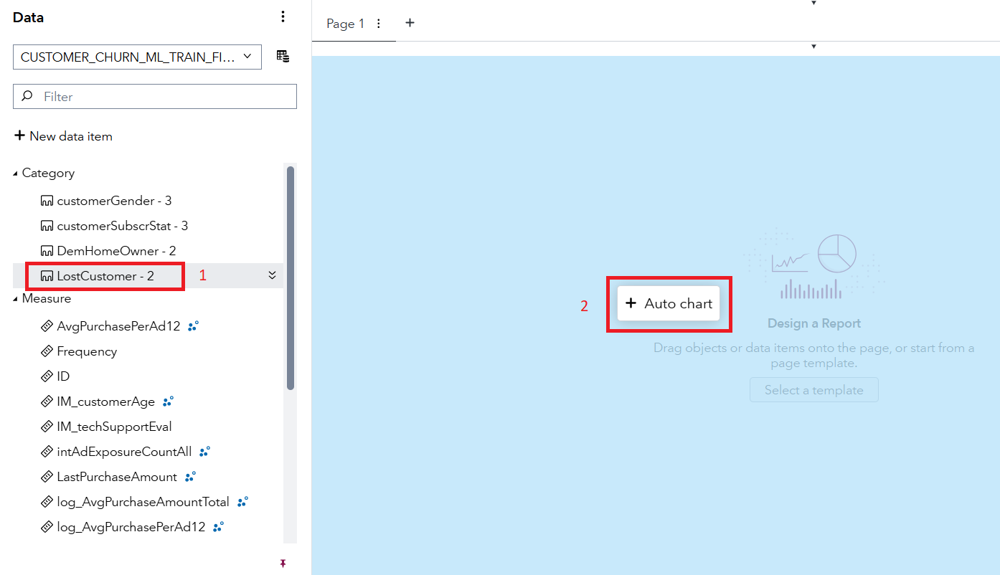 Data
CUSTOMER_CHURN_ML_TRAIN_FI...
Filter
+ New data item
Category
customerGender - 3
customerSubscrStat - 3
DemHomeOwner - 2
LostCustomer - 2
1
Measure
AvgPurchasePerAd12
Frequency
ID
IM_customerAge
IM_techSupportEval
intAdExposureCountAll
LastPurchaseAmount
log_AvgPurchaseAmountTotal
log_AvgPurchasePerAd12
Page 1
+
2
+ Auto chart
Design a Report
Drag objects or data items onto the page, or start from a
page template.
Select a template